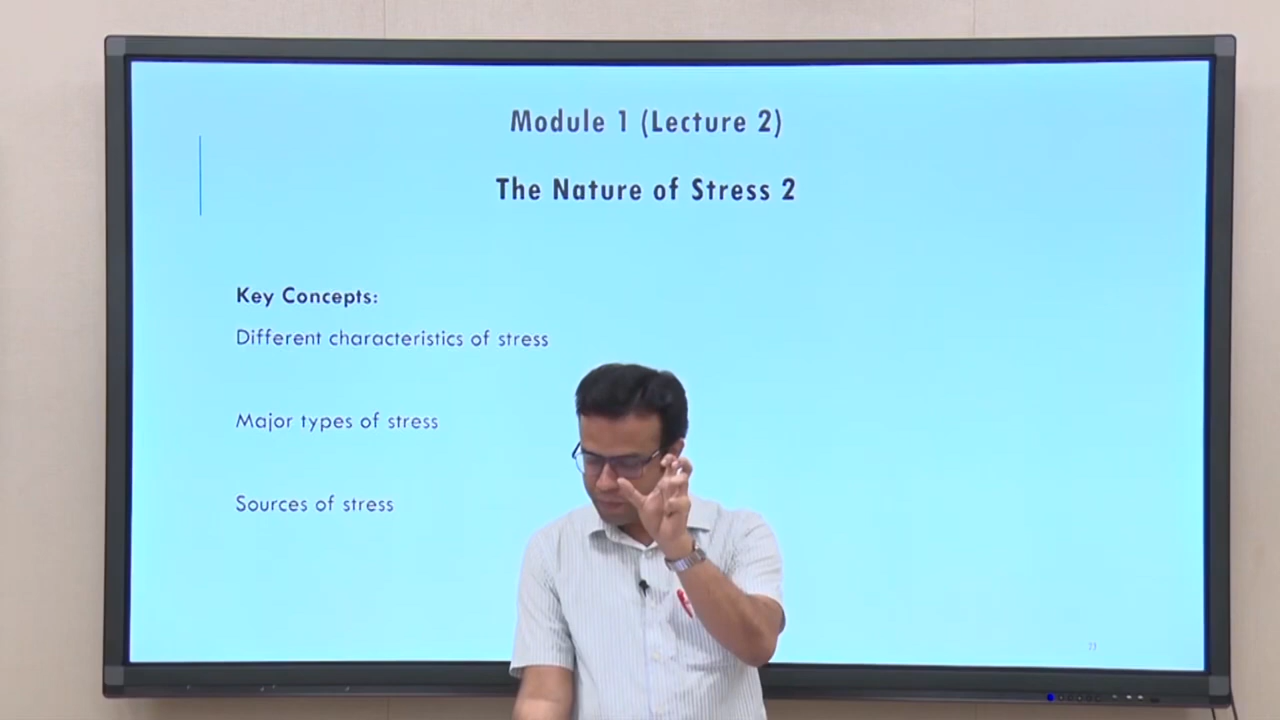 Module 1 (Lecture 2)
The Nature of Stress 2
Key Concepts:
Different characteristics of stress
Major types of stress
Sources of stress